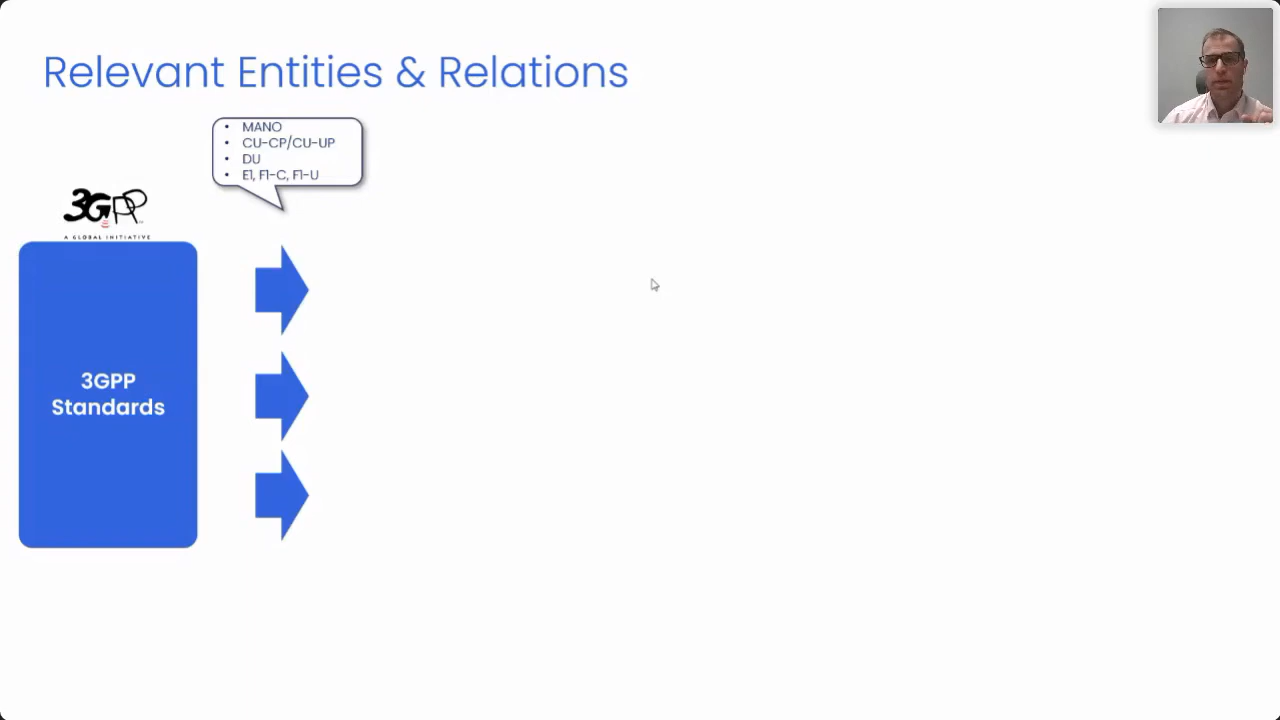 Relevant Entities & Relations
• MANO
• CU-CP/CU-UP
• DU
• E1, F1-C, F1-U
3GPP
A GLOBAL INITIATIVE
3GPP
Standards